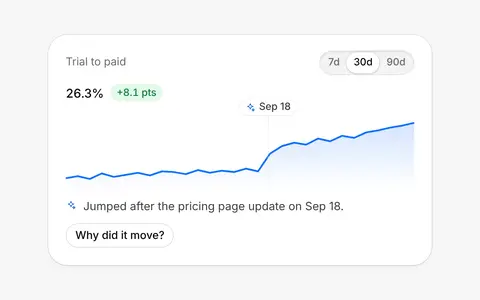 Trial to paid
7d 30d 90d
26.3% +8.1 pts
Sep 18
Jumped after the pricing page update on Sep 18.
Why did it move?